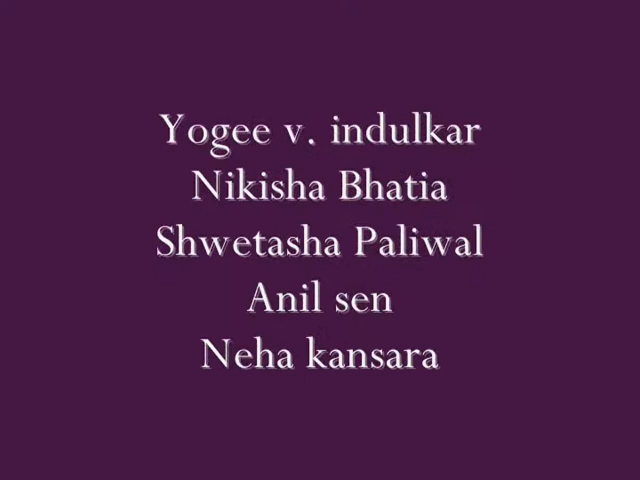 Yogee v. indulkar
Nikisha Bhatia
Shwetasha Paliwal
Anil sen
Neha kansara